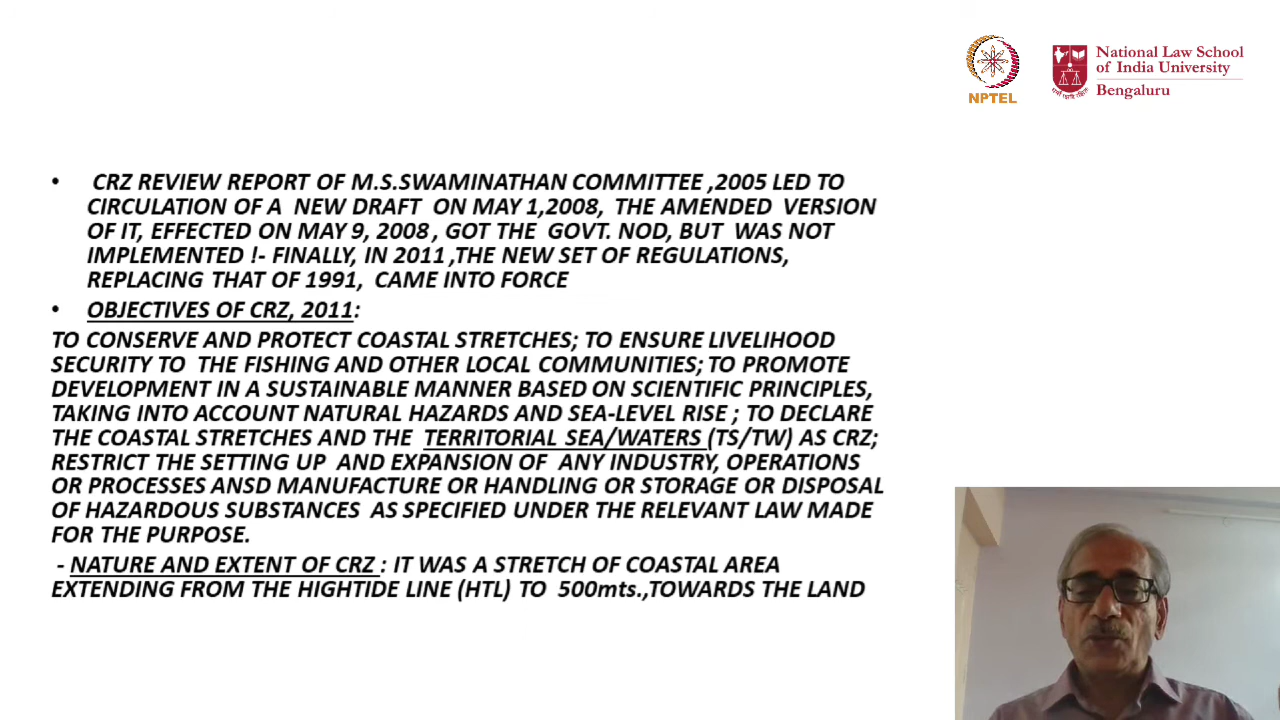 NPTEL
National Law School
of India University
Bengaluru
• CRZ REVIEW REPORT OF M.S.SWAMINATHAN COMMITTEE ,2005 LED TO
CIRCULATION OF A NEW DRAFT ON MAY 1,2008, THE AMENDED VERSION
OF IT, EFFECTED ON MAY 9, 2008 , GOT THE GOVT. NOD, BUT WAS NOT
IMPLEMENTED !- FINALLY, IN 2011 ,THE NEW SET OF REGULATIONS,
REPLACING THAT OF 1991, CAME INTO FORCE
• OBJECTIVES OF CRZ, 2011:
TO CONSERVE AND PROTECT COASTAL STRETCHES; TO ENSURE LIVELIHOOD
SECURITY TO THE FISHING AND OTHER LOCAL COMMUNITIES; TO PROMOTE
DEVELOPMENT IN A SUSTAINABLE MANNER BASED ON SCIENTIFIC PRINCIPLES,
TAKING INTO ACCOUNT NATURAL HAZARDS AND SEA-LEVEL RISE ; TO DECLARE
THE COASTAL STRETCHES AND THE TERRITORIAL SEA/WATERS (TS/TW) AS CRZ;
RESTRICT THE SETTING UP AND EXPANSION OF ANY INDUSTRY, OPERATIONS
OR PROCESSES ANSD MANUFACTURE OR HANDLING OR STORAGE OR DISPOSAL
OF HAZARDOUS SUBSTANCES AS SPECIFIED UNDER THE RELEVANT LAW MADE
FOR THE PURPOSE.
- NATURE AND EXTENT OF CRZ : IT WAS A STRETCH OF COASTAL AREA
EXTENDING FROM THE HIGHTIDE LINE (HTL) TO 500mts.,TOWARDS THE LAND